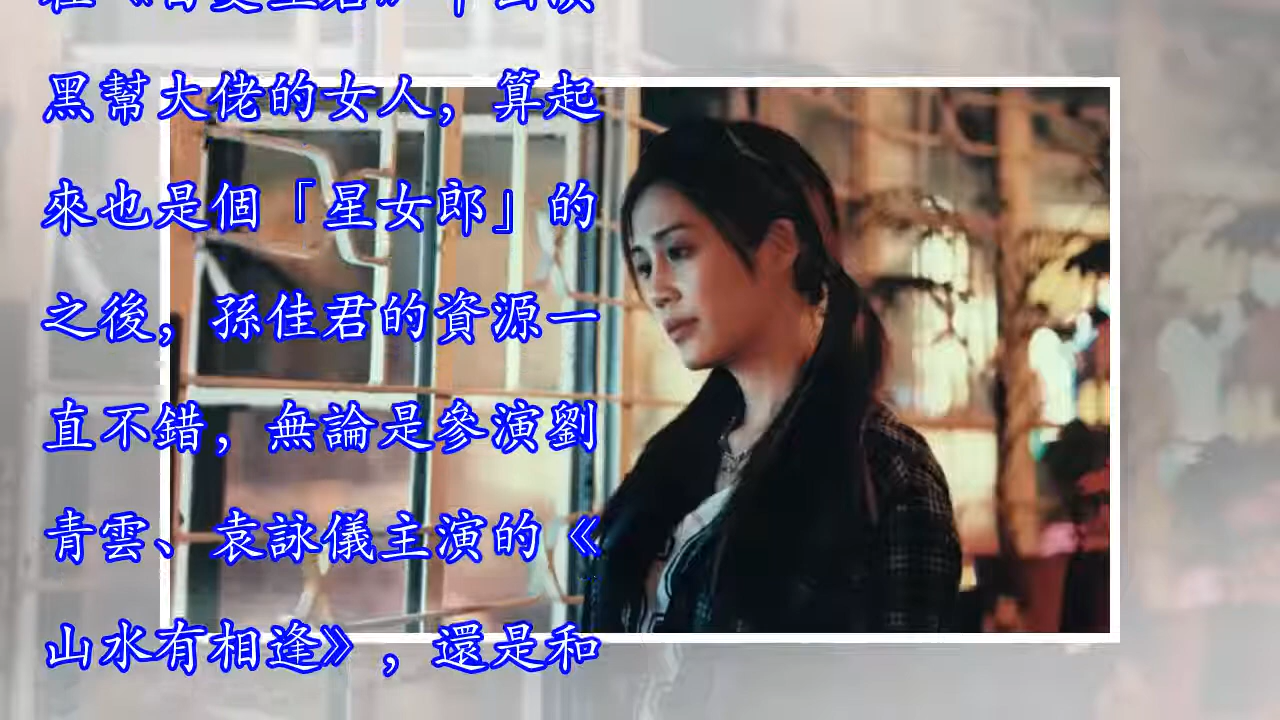 黑幫大佬的女人，算起
來也是個「星女郎」的
之後，孫佳君的資源一
直不錯，無論是參演劉
青雲、袁詠儀主演的《
山水有相逢》，還是和